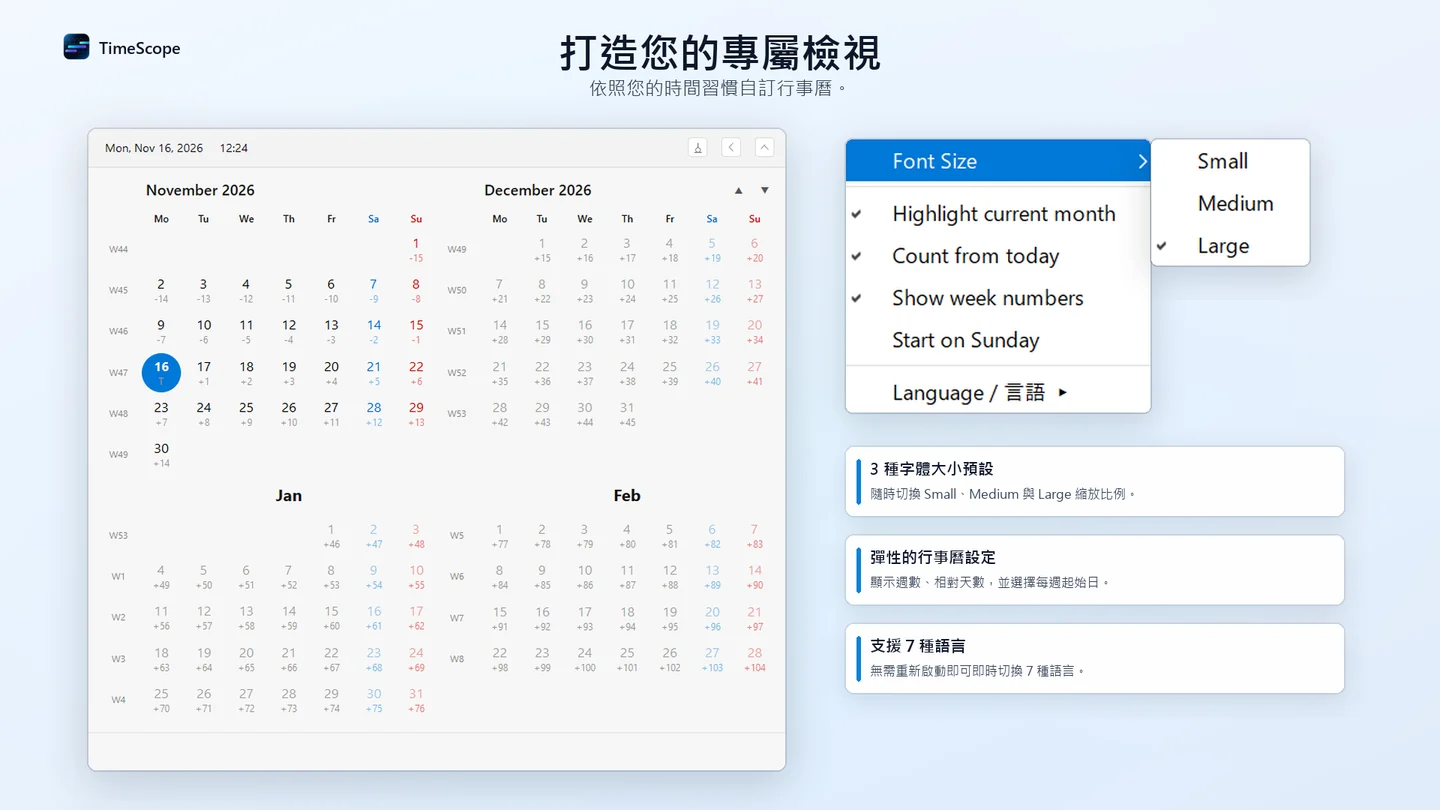 TimeScope
打造您的專屬檢視
依照您的時間習慣自訂行事曆。
Mon, Nov 16, 2026 12:24
November 2026
Mo Tu We Th Fr Sa Su
W44 1
-15
W45 2 3 4 5 6 7 8
-14 -13 -12 -11 -10 -9 -8
W46 9 10 11 12 13 14 15
-7 -6 -5 -4 -3 -2 -1
W47 16 17 18 19 20 21 22
T +1 +2 +3 +4 +5 +6
W48 23 24 25 26 27 28 29
+7 +8 +9 +10 +11 +12 +13
W49 30
+14
December 2026 ▲ ▼
Mo Tu We Th Fr Sa Su
W49 1 2 3 4 5 6
+15 +16 +17 +18 +19 +20
W50 7 8 9 10 11 12 13
+21 +22 +23 +24 +25 +26 +27
W51 14 15 16 17 18 19 20
+28 +29 +30 +31 +32 +33 +34
W52 21 22 23 24 25 26 27
+35 +36 +37 +38 +39 +40 +41
W53 28 29 30 31
+42 +43 +44 +45
Jan
W53 1 2 3
+46 +47 +48
W1 4 5 6 7 8 9 10
+49 +50 +51 +52 +53 +54 +55
W2 11 12 13 14 15 16 17
+56 +57 +58 +59 +60 +61 +62
W3 18 19 20 21 22 23 24
+63 +64 +65 +66 +67 +68 +69
W4 25 26 27 28 29 30 31
+70 +71 +72 +73 +74 +75 +76
Feb
W5 1 2 3 4 5 6 7
+77 +78 +79 +80 +81 +82 +83
W6 8 9 10 11 12 13 14
+84 +85 +86 +87 +88 +89 +90
W7 15 16 17 18 19 20 21
+91 +92 +93 +94 +95 +96 +97
W8 22 23 24 25 26 27 28
+98 +99 +100 +101 +102 +103 +104
Font Size
Highlight current month
Count from today
Show week numbers
Start on Sunday
Language / 言語 ▸
Small
Medium
Large
3 種字體大小預設
隨時切換 Small、Medium 與 Large 縮放比例。
彈性的行事曆設定
顯示週數、相對天數，並選擇每週起始日。
支援 7 種語言
無需重新啟動即可即時切換 7 種語言。